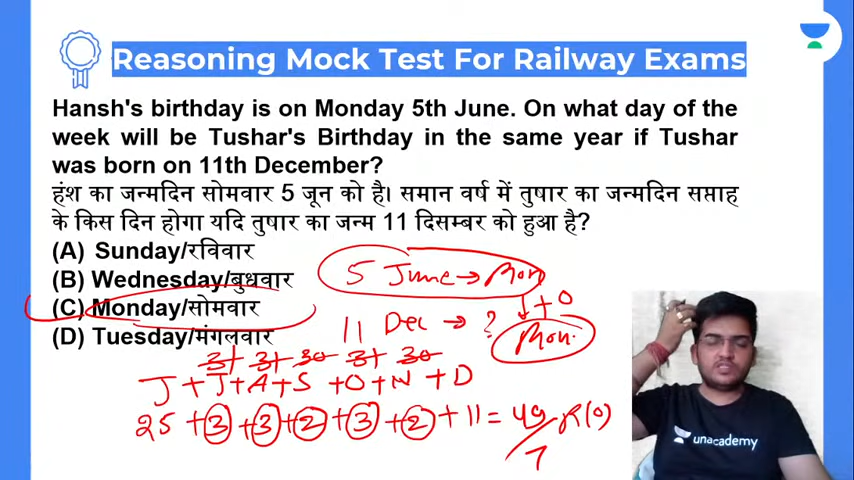 Reasoning Mock Test For Railway Exams
Hansh's birthday is on Monday 5th June. On what day of the
week will be Tushar's Birthday in the same year if Tushar
was born on 11th December?
हंश का जन्मदिन सोमवार 5 जून को है। समान वर्ष में तुषार का जन्मदिन सप्ताह
के किस दिन होगा यदि तुषार का जन्म 11 दिसम्बर को हुआ है?
(A) Sunday/रविवार
(B) Wednesday/बुधवार
(C) Monday/सोमवार
(D) Tuesday/मंगलवार
5 June → Mon
+0
11 Dec → ?
Mon.
31 31 30 31 30
J + J + A + S + O + N + D
25 + 3 + 3 + 2 + 3 + 2 + 11 = 49/7 R(0)
unacademy